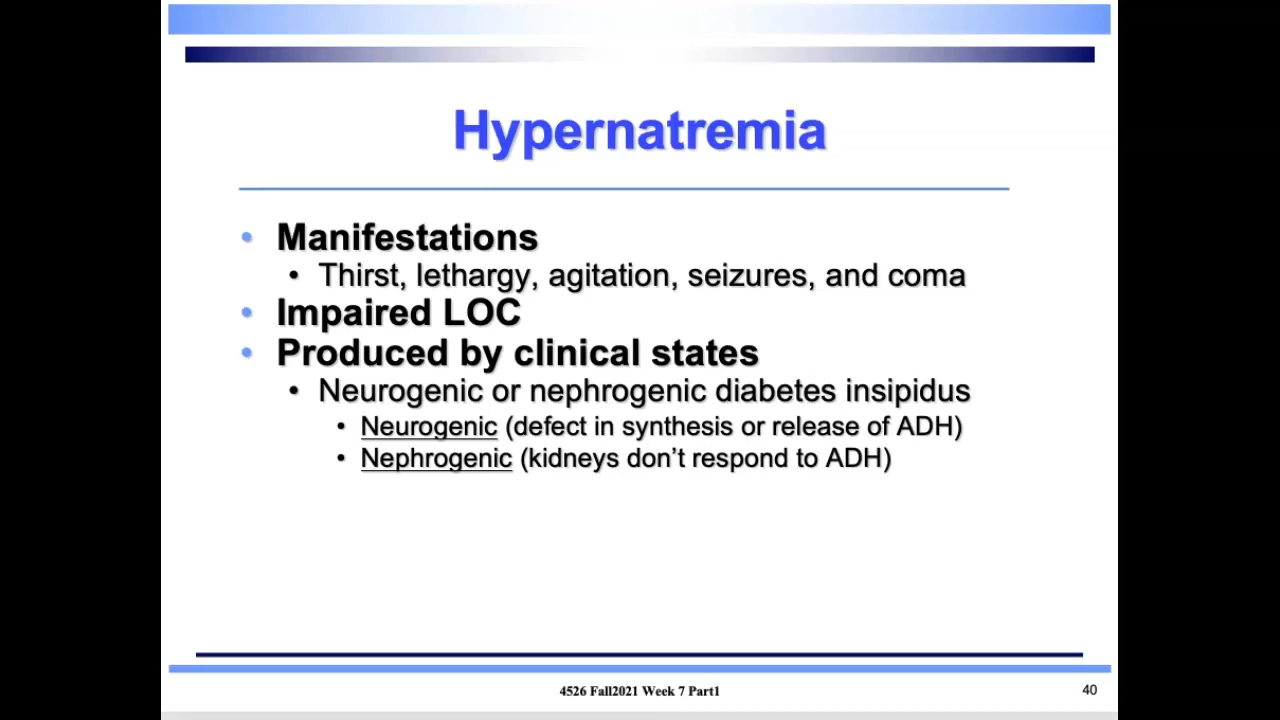 Hypernatremia
• Manifestations
• Thirst, lethargy, agitation, seizures, and coma
• Impaired LOC
• Produced by clinical states
• Neurogenic or nephrogenic diabetes insipidus
• Neurogenic (defect in synthesis or release of ADH)
• Nephrogenic (kidneys don’t respond to ADH)
4526 Fall2021 Week 7 Part1
40